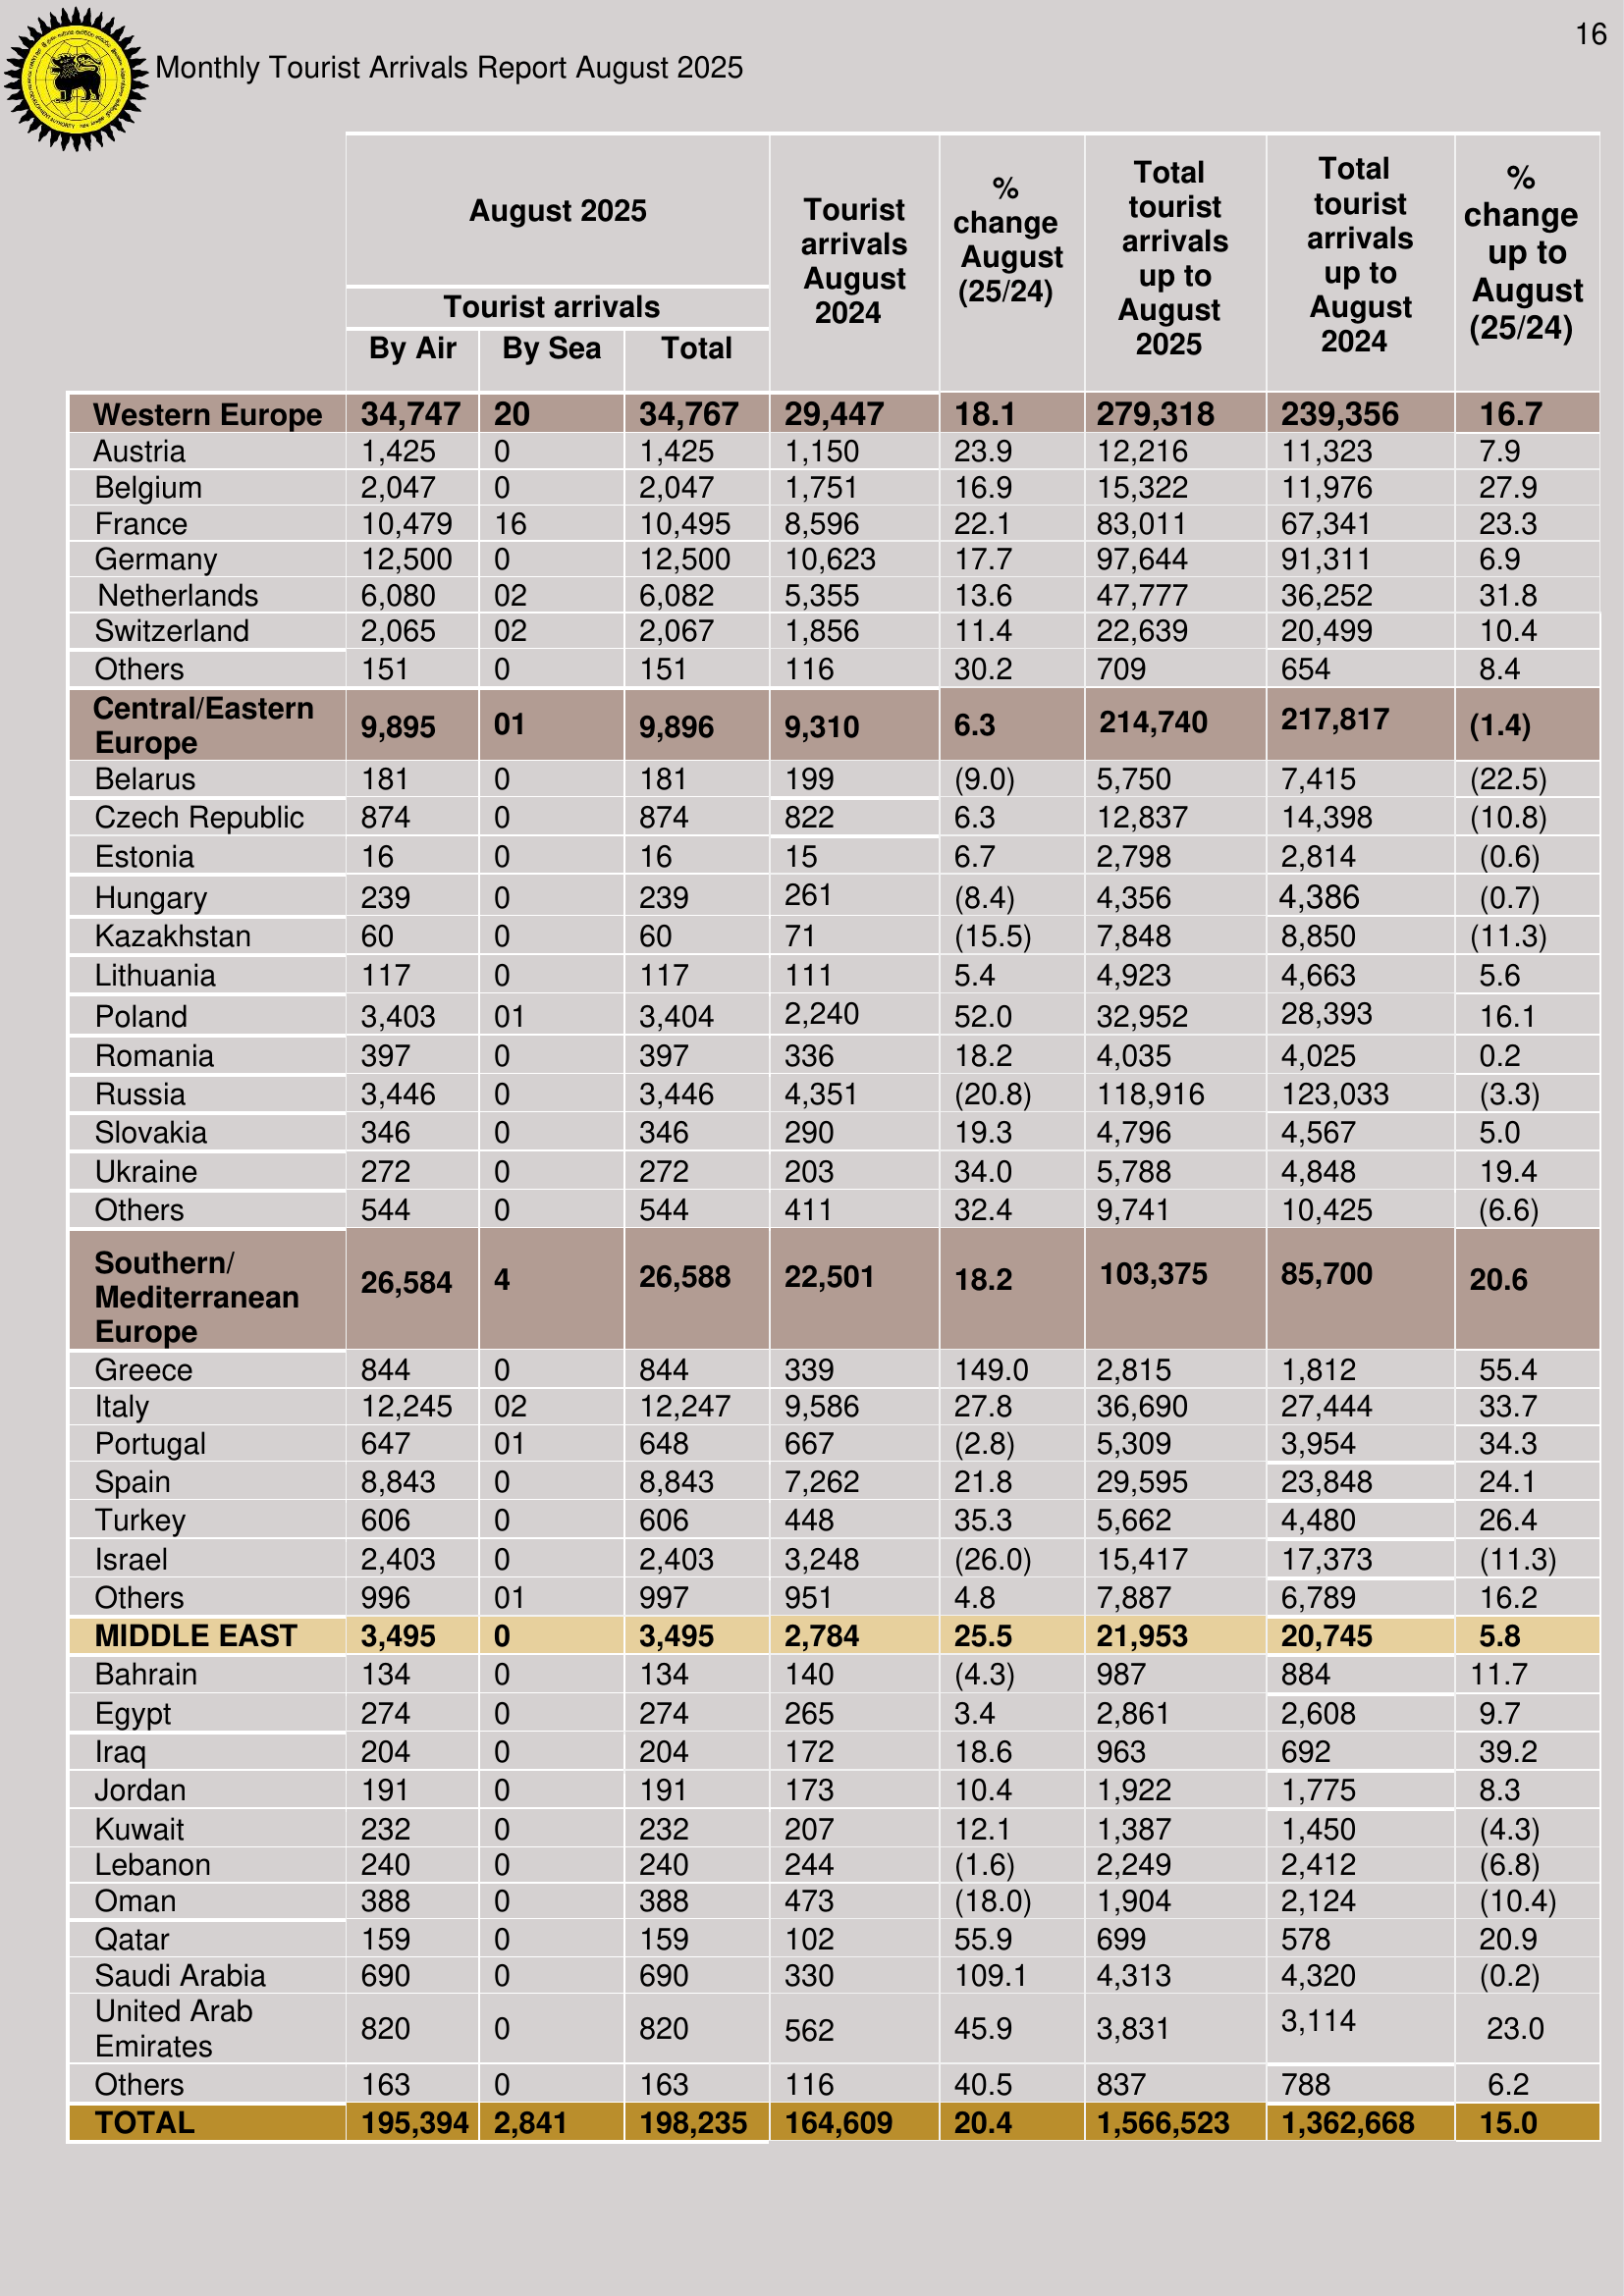 16
Monthly Tourist Arrivals Report August 2025
August 2025
Tourist arrivals
By Air By Sea Total
Tourist
arrivals
August
2024
%
change
August
(25/24)
Total
tourist
arrivals
up to
August
2025
Total
tourist
arrivals
up to
August
2024
%
change
up to
August
(25/24)
Western Europe 34,747 20 34,767 29,447 18.1 279,318 239,356 16.7
Austria 1,425 0 1,425 1,150 23.9 12,216 11,323 7.9
Belgium 2,047 0 2,047 1,751 16.9 15,322 11,976 27.9
France 10,479 16 10,495 8,596 22.1 83,011 67,341 23.3
Germany 12,500 0 12,500 10,623 17.7 97,644 91,311 6.9
Netherlands 6,080 02 6,082 5,355 13.6 47,777 36,252 31.8
Switzerland 2,065 02 2,067 1,856 11.4 22,639 20,499 10.4
Others 151 0 151 116 30.2 709 654 8.4
Central/Eastern
Europe 9,895 01 9,896 9,310 6.3 214,740 217,817 (1.4)
Belarus 181 0 181 199 (9.0) 5,750 7,415 (22.5)
Czech Republic 874 0 874 822 6.3 12,837 14,398 (10.8)
Estonia 16 0 16 15 6.7 2,798 2,814 (0.6)
Hungary 239 0 239 261 (8.4) 4,356 4,386 (0.7)
Kazakhstan 60 0 60 71 (15.5) 7,848 8,850 (11.3)
Lithuania 117 0 117 111 5.4 4,923 4,663 5.6
Poland 3,403 01 3,404 2,240 52.0 32,952 28,393 16.1
Romania 397 0 397 336 18.2 4,035 4,025 0.2
Russia 3,446 0 3,446 4,351 (20.8) 118,916 123,033 (3.3)
Slovakia 346 0 346 290 19.3 4,796 4,567 5.0
Ukraine 272 0 272 203 34.0 5,788 4,848 19.4
Others 544 0 544 411 32.4 9,741 10,425 (6.6)
Southern/
Mediterranean
Europe 26,584 4 26,588 22,501 18.2 103,375 85,700 20.6
Greece 844 0 844 339 149.0 2,815 1,812 55.4
Italy 12,245 02 12,247 9,586 27.8 36,690 27,444 33.7
Portugal 647 01 648 667 (2.8) 5,309 3,954 34.3
Spain 8,843 0 8,843 7,262 21.8 29,595 23,848 24.1
Turkey 606 0 606 448 35.3 5,662 4,480 26.4
Israel 2,403 0 2,403 3,248 (26.0) 15,417 17,373 (11.3)
Others 996 01 997 951 4.8 7,887 6,789 16.2
MIDDLE EAST 3,495 0 3,495 2,784 25.5 21,953 20,745 5.8
Bahrain 134 0 134 140 (4.3) 987 884 11.7
Egypt 274 0 274 265 3.4 2,861 2,608 9.7
Iraq 204 0 204 172 18.6 963 692 39.2
Jordan 191 0 191 173 10.4 1,922 1,775 8.3
Kuwait 232 0 232 207 12.1 1,387 1,450 (4.3)
Lebanon 240 0 240 244 (1.6) 2,249 2,412 (6.8)
Oman 388 0 388 473 (18.0) 1,904 2,124 (10.4)
Qatar 159 0 159 102 55.9 699 578 20.9
Saudi Arabia 690 0 690 330 109.1 4,313 4,320 (0.2)
United Arab
Emirates 820 0 820 562 45.9 3,831 3,114 23.0
Others 163 0 163 116 40.5 837 788 6.2
TOTAL 195,394 2,841 198,235 164,609 20.4 1,566,523 1,362,668 15.0